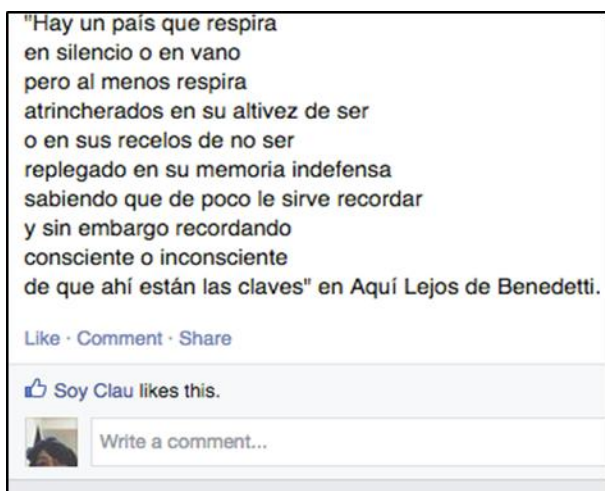 "Hay un país que respira
en silencio o en vano
pero al menos respira
atrincherados en su altivez de ser
o en sus recelos de no ser
replegado en su memoria indefensa
sabiendo que de poco le sirve recordar
y sin embargo recordando
consciente o inconsciente
de que ahí están las claves" en Aquí Lejos de Benedetti.
Like · Comment · Share
Soy Clau likes this.
Write a comment...